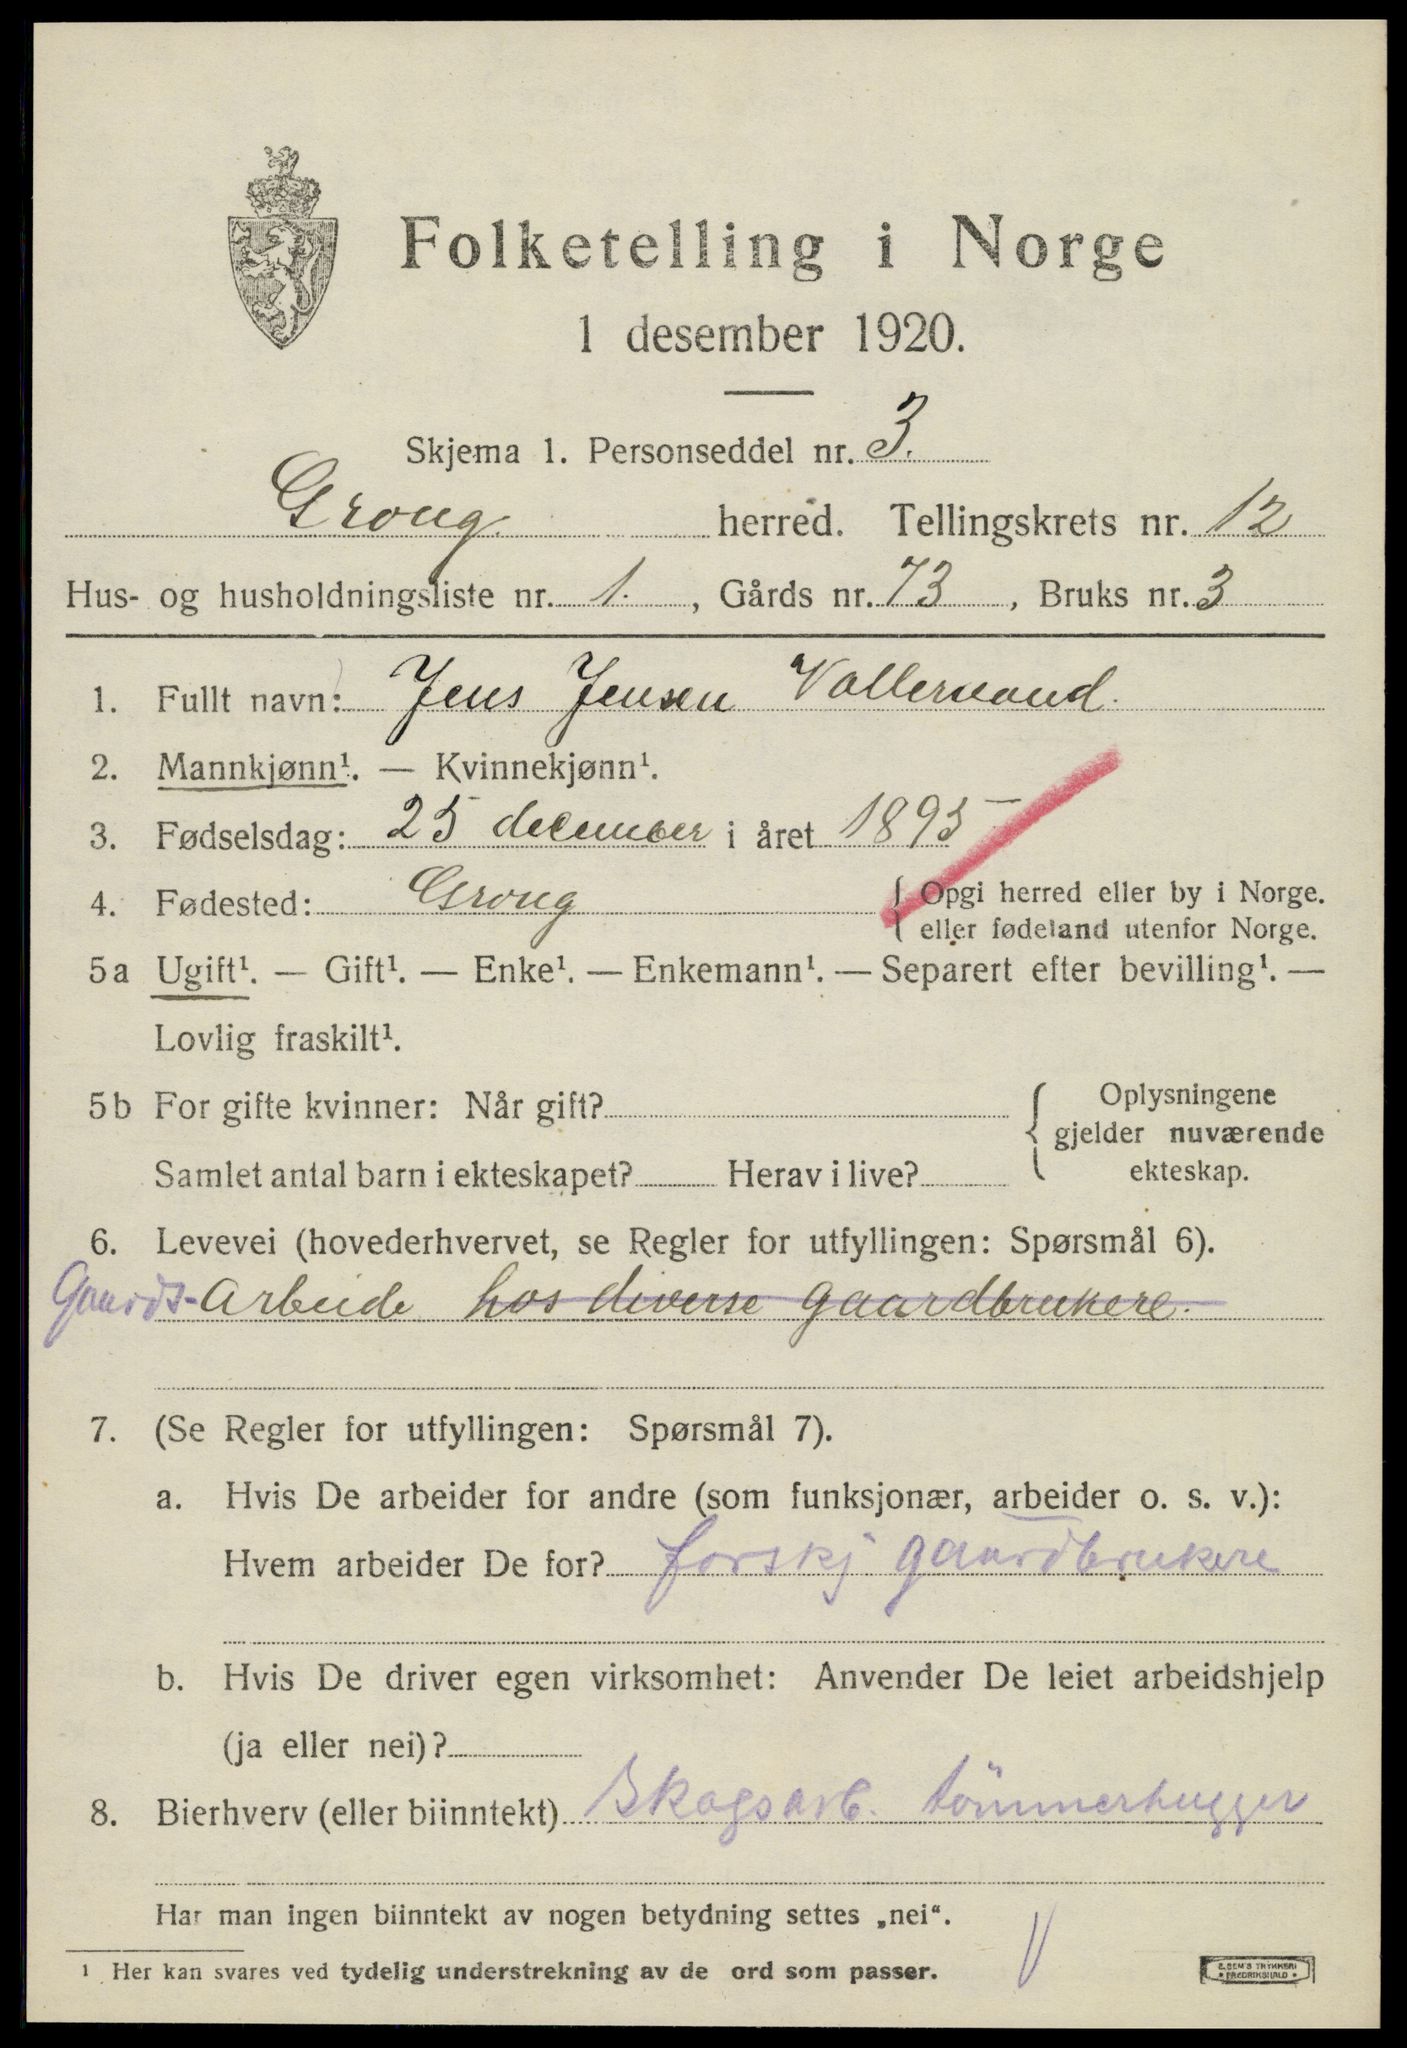 Folketelling i Norge
1 desember 1920.
Skjema 1. Personseddel nr. 3.
Grong herred. Tellingskrets nr. 12
Hus- og husholdningsliste nr. 1. , Gårds nr. 73 , Bruks nr. 3
1. Fullt navn: Jens Jensen
2. Mannkjønn¹. — Kvinnekjønn¹.
3. Fødselsdag: 25 december i året 1895
4. Fødested: Grong { Opgi herred eller by i Norge.
eller fødeland utenfor Norge.
5a Ugift¹. — Gift¹. — Enke¹. — Enkemann¹. — Separert efter bevilling¹. —
Lovlig fraskilt¹.
5b For gifte kvinner: Når gift? { Oplysningene
gjelder nuværende
Samlet antal barn i ekteskapet? Herav i live? ekteskap.
6. Levevei (hovederhvervet, se Regler for utfyllingen: Spørsmål 6).
Gaards-Arbeide hos diverse gaardbrukere.
7. (Se Regler for utfyllingen: Spørsmål 7).
a. Hvis De arbeider for andre (som funksjonær, arbeider o. s. v.):
Hvem arbeider De for? forskj gaardbrukere
b. Hvis De driver egen virksomhet: Anvender De leiet arbeidshjelp
(ja eller nei)?
8. Bierhverv (eller biinntekt) Skogsarb. tömmerhugger
Har man ingen biinntekt av nogen betydning settes „nei“.
¹ Her kan svares ved tydelig understrekning av de ord som passer.
E. SEM'S TRYKKERI
• FREDRIKSHALD •